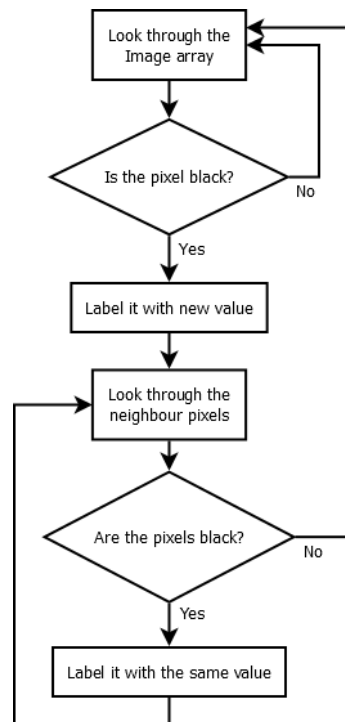 Look through the
Image array
Is the pixel black?
No
Yes
Label it with new value
Look through the
neighbour pixels
Are the pixels black?
No
Yes
Label it with the same value